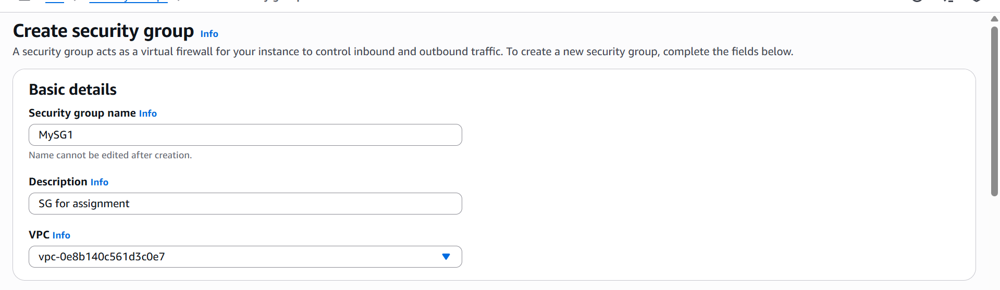 Create security group Info
A security group acts as a virtual firewall for your instance to control inbound and outbound traffic. To create a new security group, complete the fields below.
Basic details
Security group name Info
MySG1
Name cannot be edited after creation.
Description Info
SG for assignment
VPC Info
vpc-0e8b140c561d3c0e7